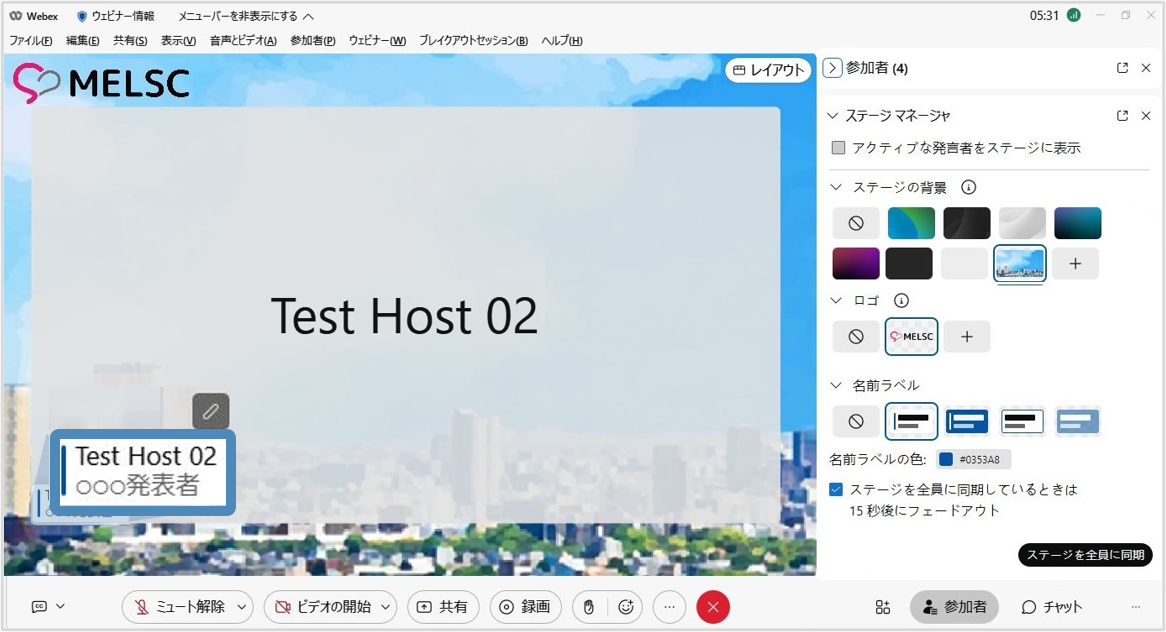 Webex ウェビナー情報 メニューバーを非表示にする 05:31
ファイル(F) 編集(E) 共有(S) 表示(V) 音声とビデオ(A) 参加者(P) ウェビナー(W) ブレイクアウトセッション(B) ヘルプ(H)
MELSC
レイアウト
Test Host 02
Test Host 02
○○○発表者
参加者 (4)
ステージ マネージャ
アクティブな発言者をステージに表示
ステージの背景
ロゴ
MELSC
名前ラベル
名前ラベルの色: #0353A8
ステージを全員に同期しているときは
15 秒後にフェードアウト
ステージを全員に同期
ミュート解除 ビデオの開始 共有 録画 参加者 チャット